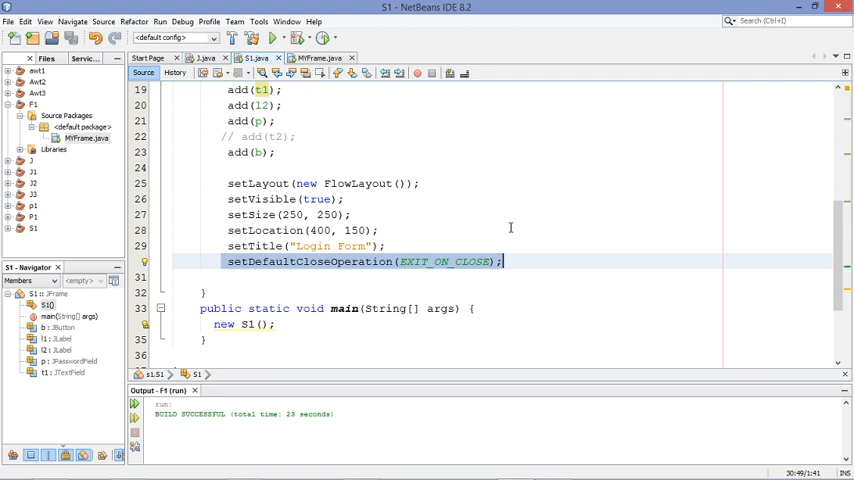 S1 - NetBeans IDE 8.2
File Edit View Navigate Source Refactor Run Debug Profile Team Tools Window Help
Search (Ctrl+I)
<default config>
Files Servic...
Start Page J.java S1.java MYFrame.java
Source History
awt1
Awt2
Awt3
F1
Source Packages
<default package>
MYFrame.java
Libraries
J
J1
J2
J3
p1
P1
S1
19 add(t1);
20 add(l2);
21 add(p);
22 // add(t2);
23 add(b);
24
25 setLayout(new FlowLayout());
26 setVisible(true);
27 setSize(250, 250);
28 setLocation(400, 150);
29 setTitle("Login Form");
setDefaultCloseOperation(EXIT_ON_CLOSE);
31
32 }
33 public static void main(String[] args) {
new S1();
35 }
36
S1 - Navigator
Members <empty>
S1 :: JFrame
S1()
main(String[] args)
b : JButton
l1 : JLabel
l2 : JLabel
p : JPasswordField
t1 : JTextField
s1.S1 S1
Output - F1 (run)
run:
BUILD SUCCESSFUL (total time: 23 seconds)
30:49/1:41 INS